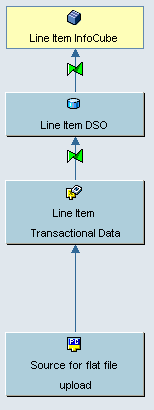 Line Item InfoCube
Line Item DSO
Line Item
Transactional Data
Source for flat file
upload